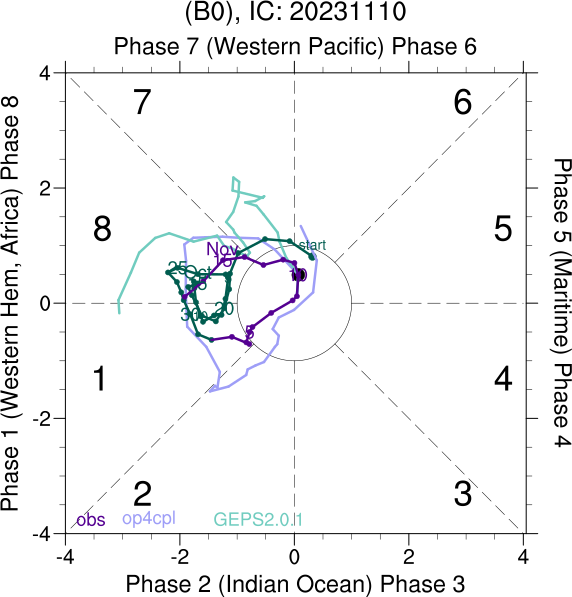 (B0), IC: 20231110
Phase 7 (Western Pacific) Phase 6
Phase 1 (Western Hem, Africa) Phase 8
Phase 5 (Maritime) Phase 4
4
2
0
-2
-4
7
6
8
5
1
4
2
3
start
Nov
25
20
30
5
obs
op4cpl
GEPS2.0.1
-4
-2
0
2
4
Phase 2 (Indian Ocean) Phase 3